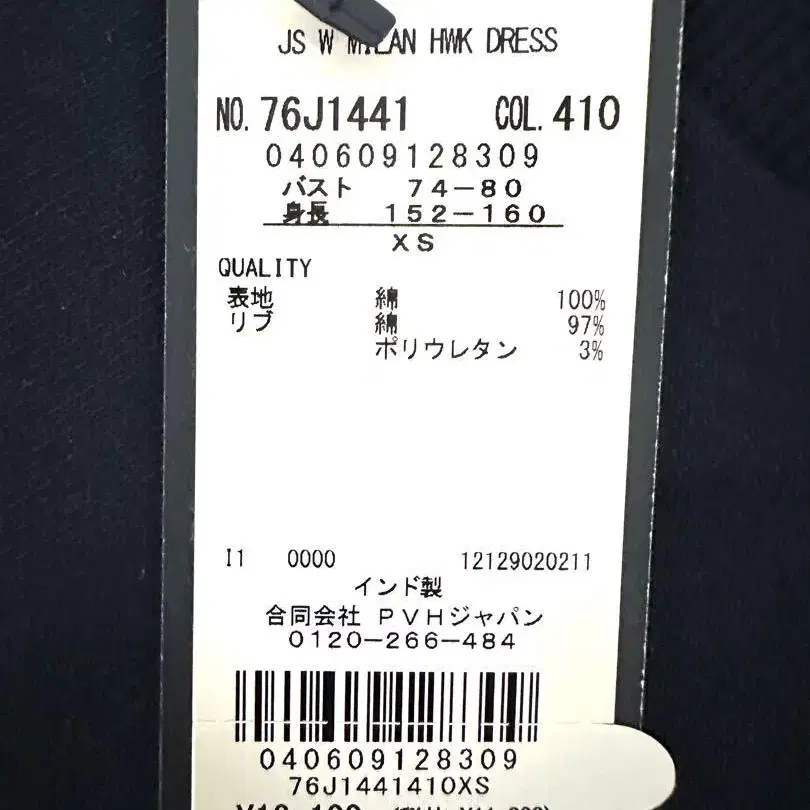 JS W MILAN HWK DRESS
NO. 76J1441 COL. 410
040609128309
バスト 74-80
身長 152-160
XS
QUALITY
表地 綿 100%
リブ 綿 97%
ポリウレタン 3%
I1 0000 12129020211
インド製
合同会社 PVHジャパン
0120-266-484
040609128309
76J1441410XS